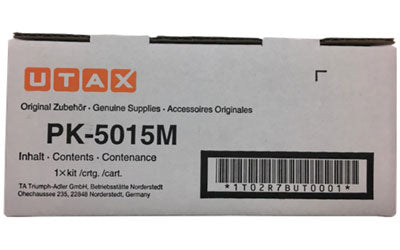 UTAX
Original Zubehör · Genuine Supplies · Accessoires Originales
PK-5015M
Inhalt · Contents · Contenance
1×kit /crtg. /cart.
TA Triumph-Adler GmbH, Betriebsstätte Norderstedt
Ohechaussee 235, 22848 Norderstedt, Germany
*1T02R7BUT0001*